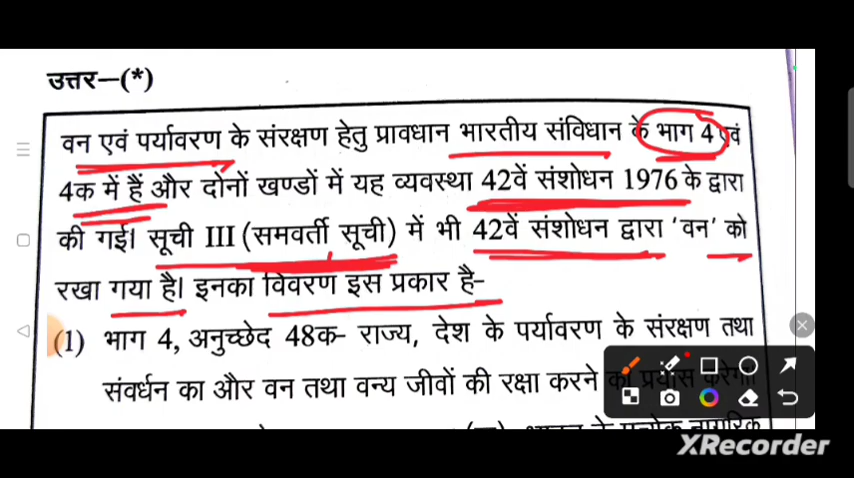 उत्तर–(*)
वन एवं पर्यावरण के संरक्षण हेतु प्रावधान भारतीय संविधान के भाग 4 एवं
4क में हैं और दोनों खण्डों में यह व्यवस्था 42वें संशोधन 1976 के द्वारा
की गई। सूची III (समवर्ती सूची) में भी 42वें संशोधन द्वारा ‘वन’ को
रखा गया है। इनका विवरण इस प्रकार है–
(1) भाग 4, अनुच्छेद 48क– राज्य, देश के पर्यावरण के संरक्षण तथा
संवर्धन का और वन तथा वन्य जीवों की रक्षा करने का प्रयास करेगा।
के प्रत्येक नागरिक
XRecorder